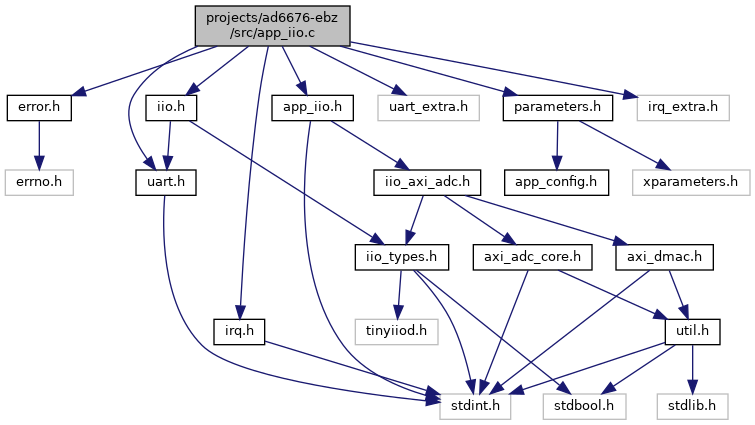 projects/ad6676-ebz
/src/app_iio.c
error.h
iio.h
app_iio.h
uart_extra.h
parameters.h
irq_extra.h
errno.h
uart.h
iio_axi_adc.h
app_config.h
xparameters.h
iio_types.h
axi_adc_core.h
axi_dmac.h
irq.h
tinyiiod.h
util.h
stdint.h
stdbool.h
stdlib.h